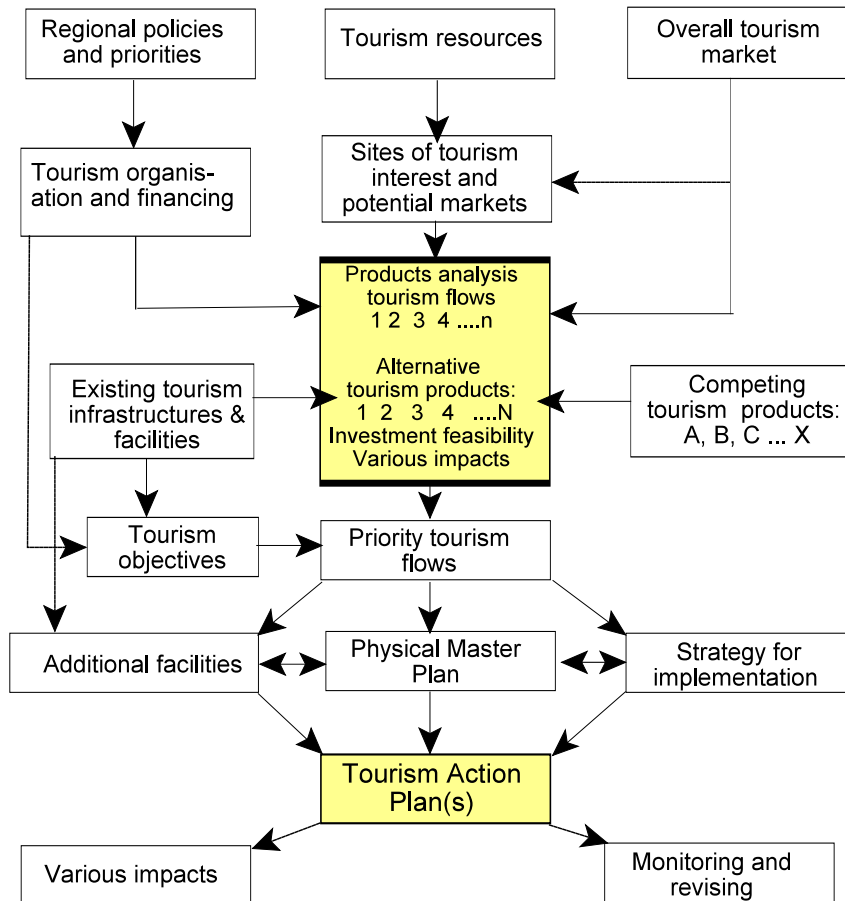 Regional policies
and priorities
Tourism resources
Overall tourism
market
Tourism organis-
ation and financing
Sites of tourism
interest and
potential markets
Products analysis
tourism flows
1 2 3 4 ....n
Alternative
tourism products:
1 2 3 4 ....N
Investment feasibility
Various impacts
Existing tourism
infrastructures &
facilities
Competing
tourism products:
A, B, C ... X
Tourism
objectives
Priority tourism
flows
Additional facilities
Physical Master
Plan
Strategy for
implementation
Tourism Action
Plan(s)
Various impacts
Monitoring and
revising